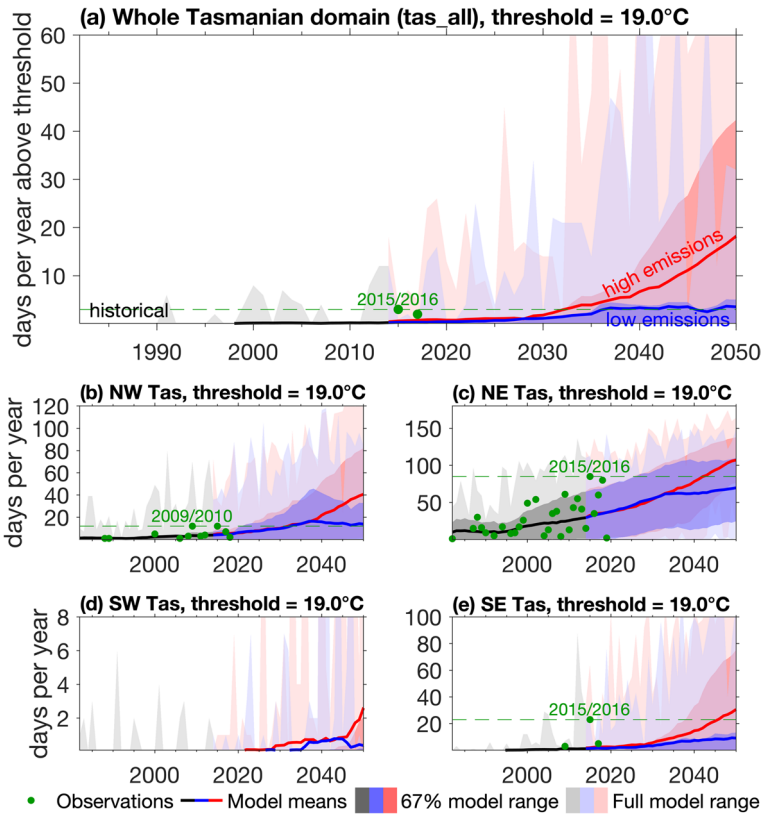 (a) Whole Tasmanian domain (tas_all), threshold = 19.0°C
days per year above threshold
60
50
40
30
20
10
high emissions
2015/2016
historical
low emissions
1990 2000 2010 2020 2030 2040 2050
(b) NW Tas, threshold = 19.0°C
days per year
120
100
80
60
40
20
2009/2010
2000 2020 2040
(c) NE Tas, threshold = 19.0°C
150
100
50
2015/2016
2000 2020 2040
(d) SW Tas, threshold = 19.0°C
days per year
8
6
4
2
2000 2020 2040
(e) SE Tas, threshold = 19.0°C
100
80
60
40
20
2015/2016
2000 2020 2040
Observations Model means 67% model range Full model range